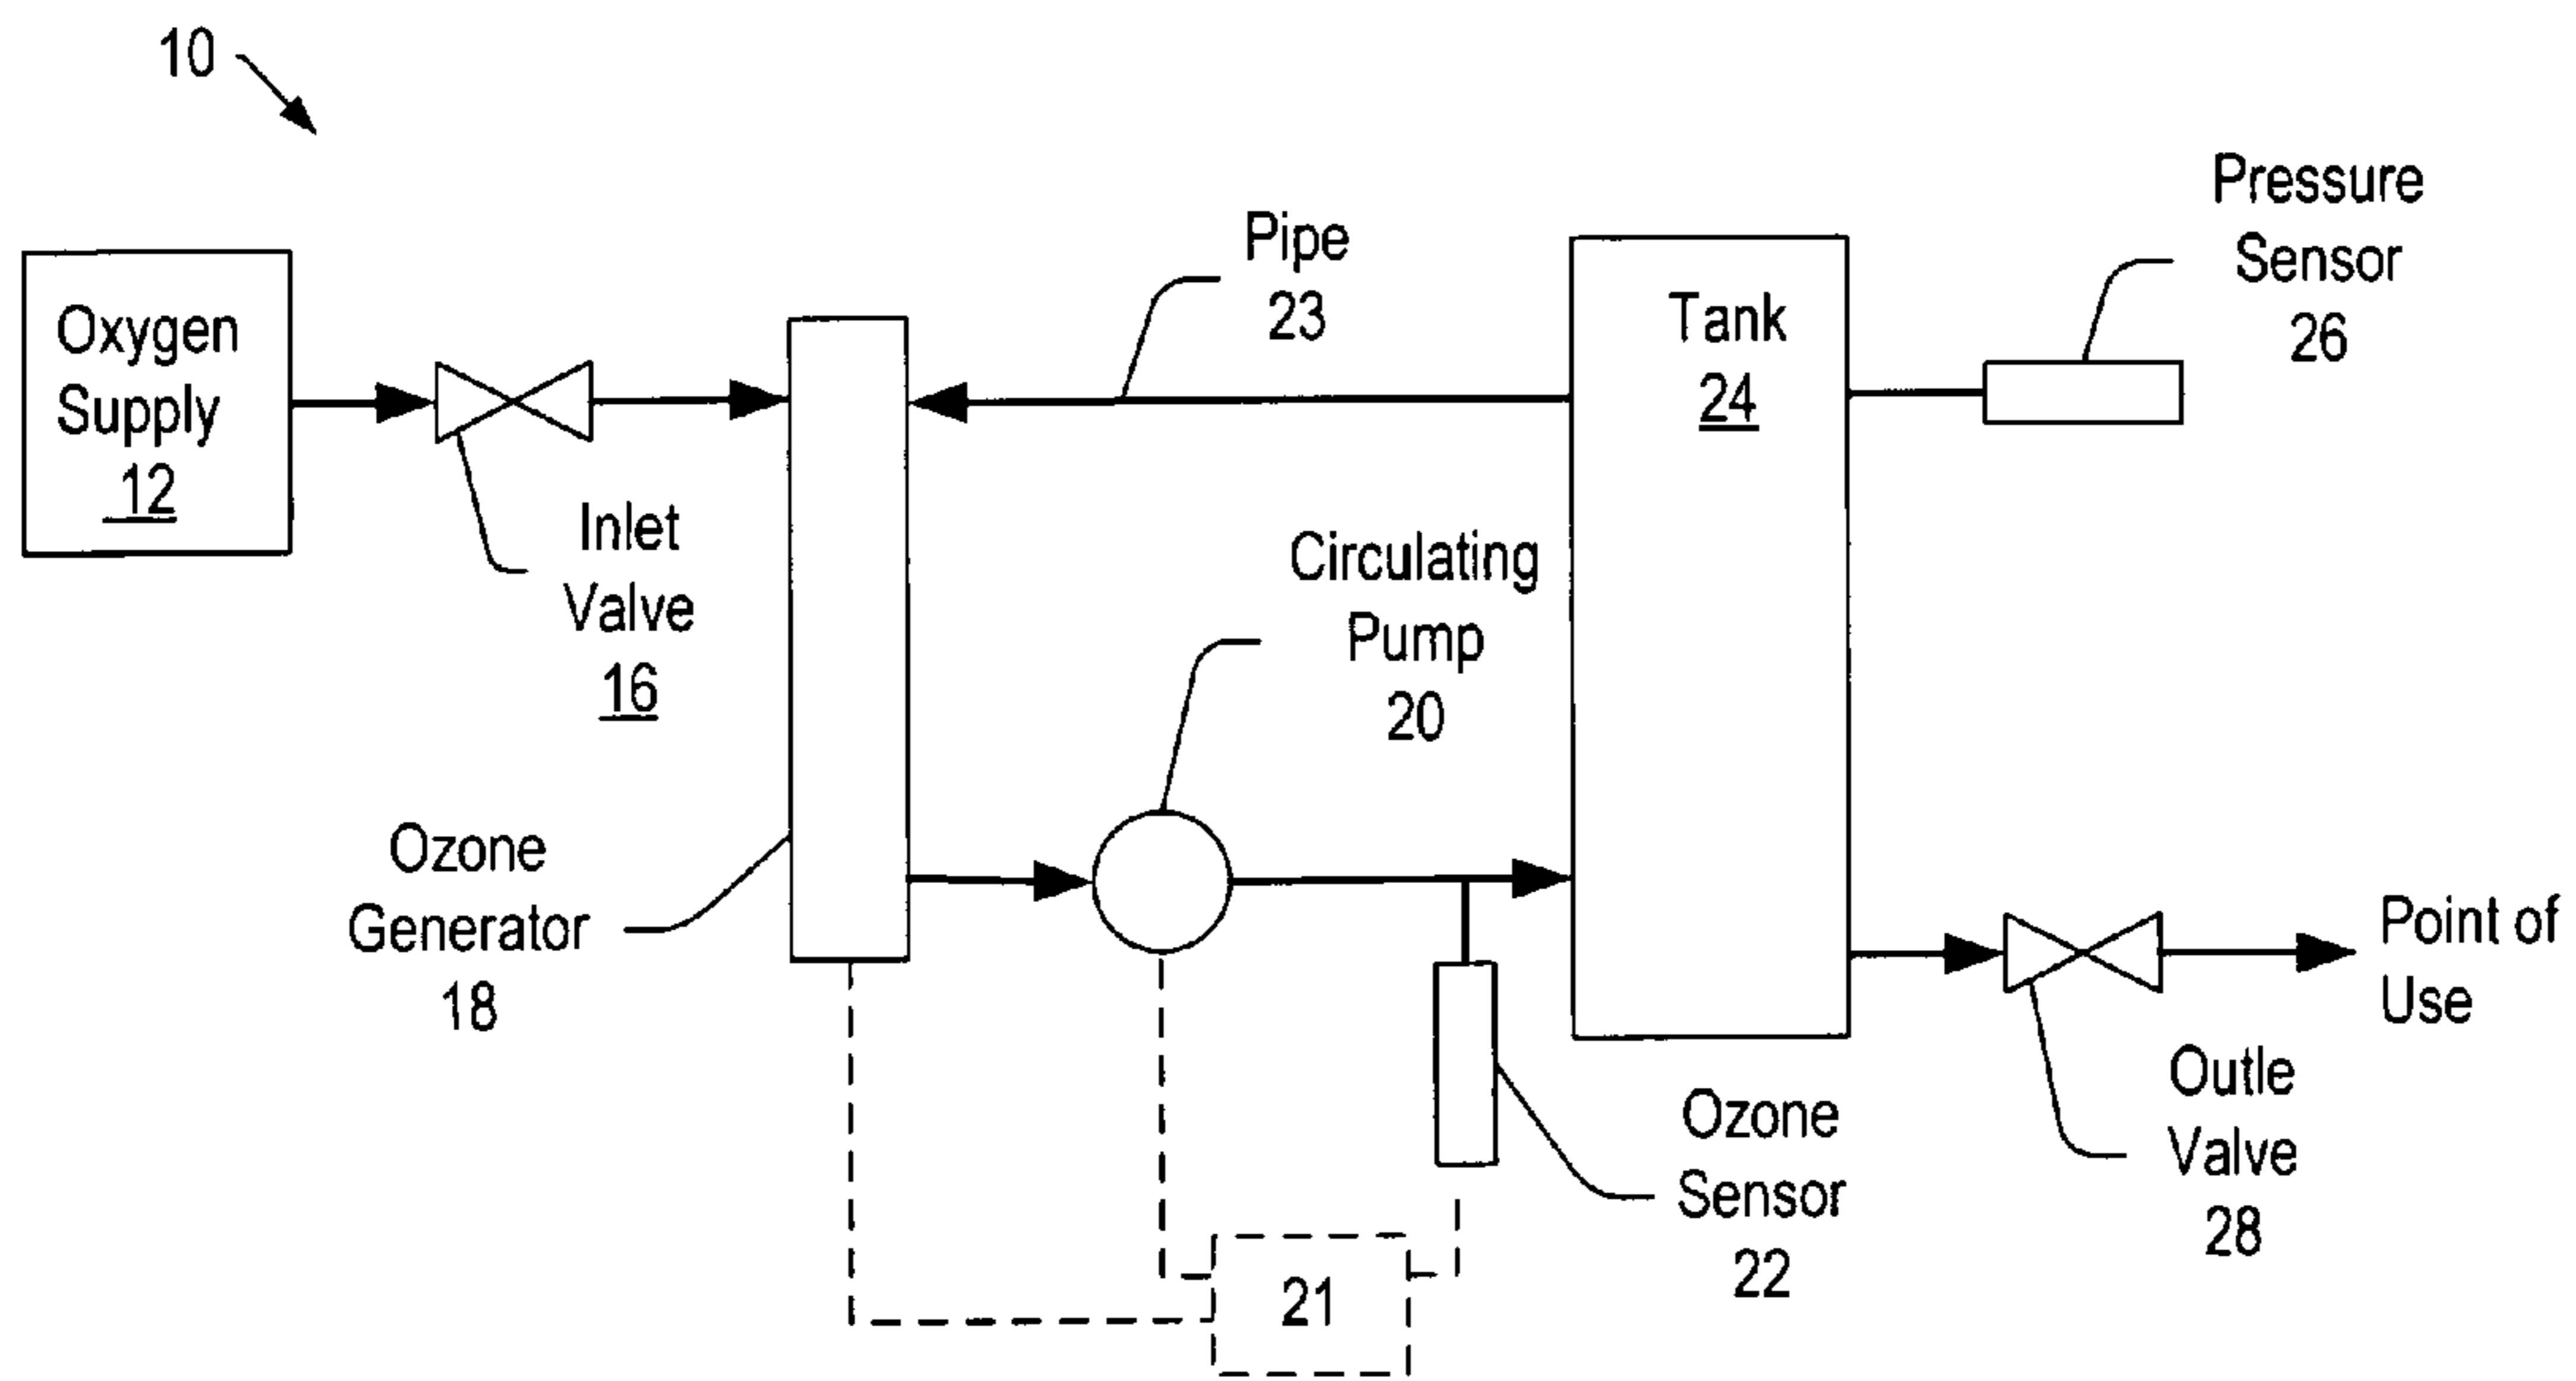 10
Oxygen
Supply
12
Inlet
Valve
16
Pipe
23
Tank
24
Pressure
Sensor
26
Circulating
Pump
20
Ozone
Generator
18
Point of
Use
Outle
Valve
28
Ozone
Sensor
22
21